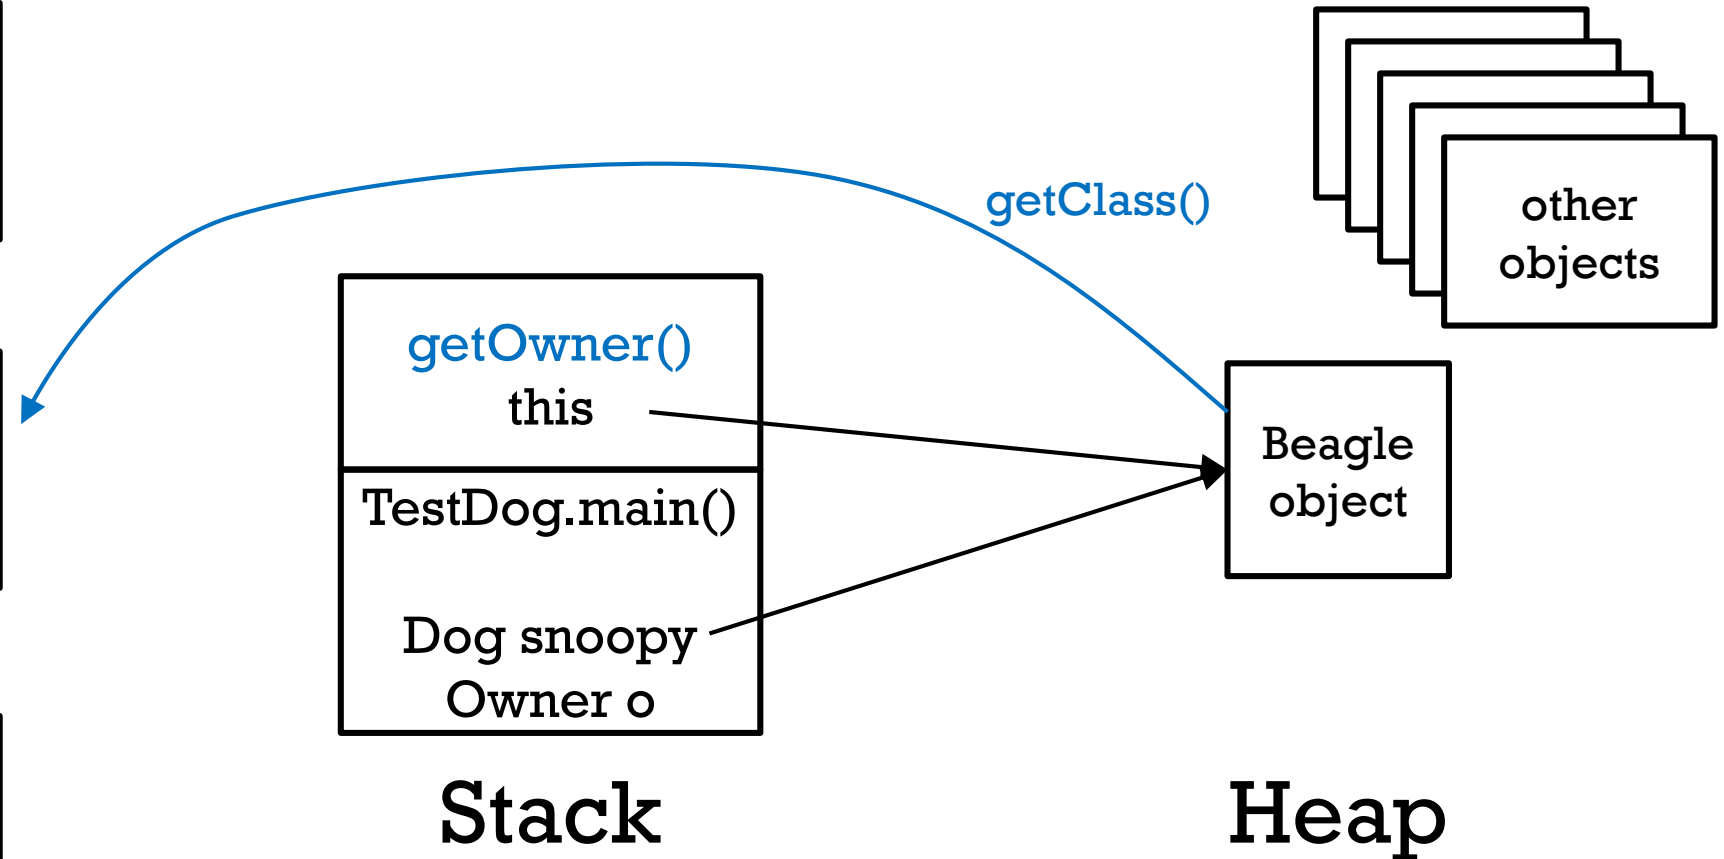 getClass()
other
objects
getOwner()
this
TestDog.main()
Dog snoopy
Owner o
Beagle
object
Stack
Heap